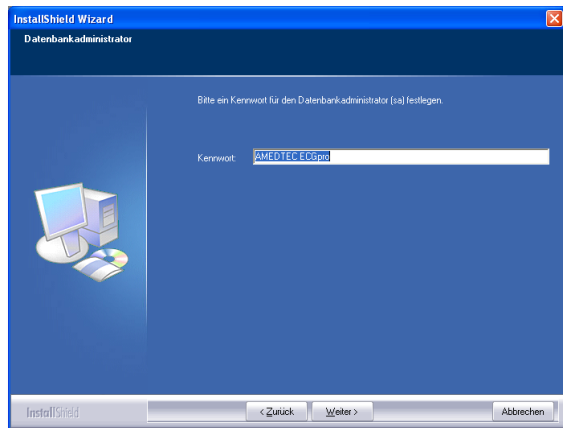 InstallShield Wizard
Datenbankadministrator
Bitte ein Kennwort für den Datenbankadministrator (sa) festlegen.
Kennwort: AMEDTEC ECGpro
InstallShield
< Zurück Weiter > Abbrechen